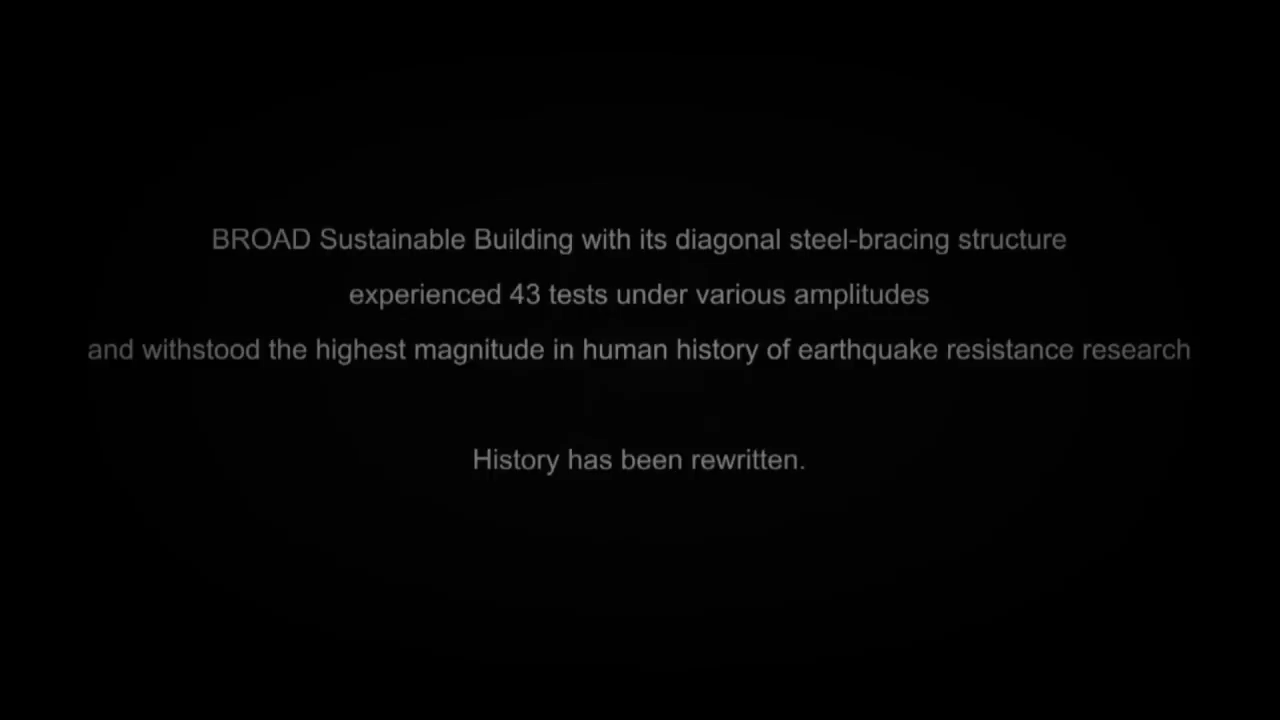 BROAD Sustainable Building with its diagonal steel-bracing structure
experienced 43 tests under various amplitudes
and withstood the highest magnitude in human history of earthquake resistance research
History has been rewritten.